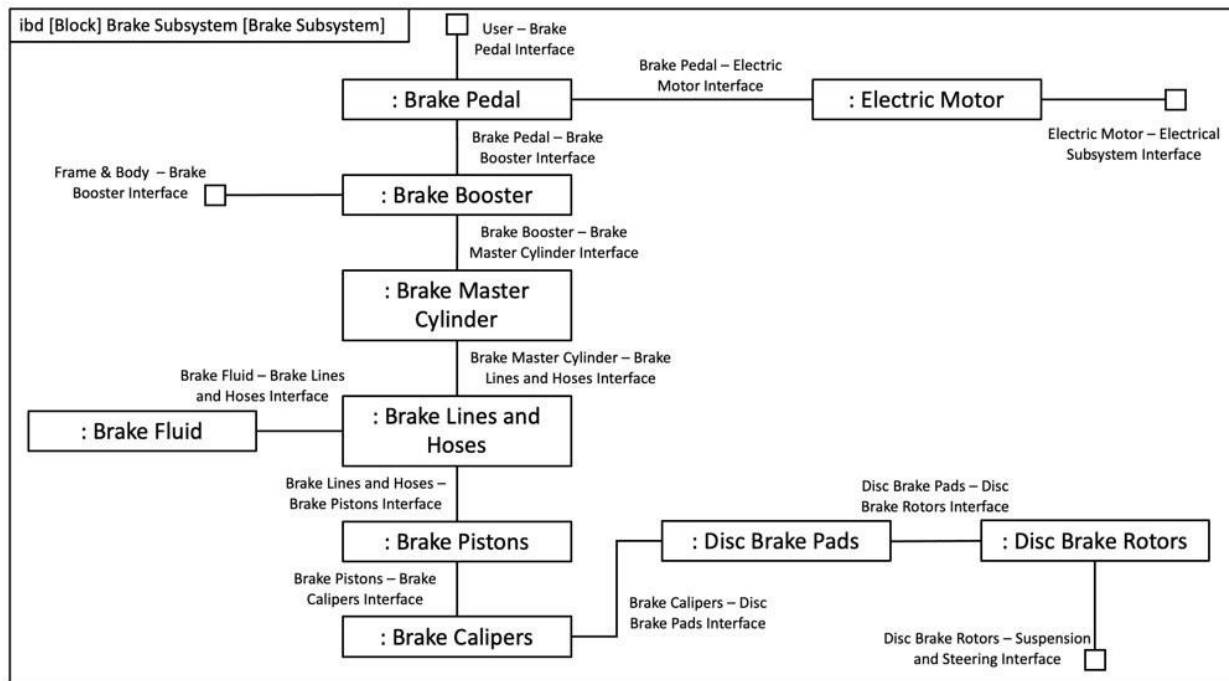 ibd [Block] Brake Subsystem [Brake Subsystem]
User – Brake
Pedal Interface
: Brake Pedal
Brake Pedal – Electric
Motor Interface
: Electric Motor
Electric Motor – Electrical
Subsystem Interface
Brake Pedal – Brake
Booster Interface
Frame & Body – Brake
Booster Interface
: Brake Booster
Brake Booster – Brake
Master Cylinder Interface
: Brake Master
Cylinder
Brake Master Cylinder – Brake
Lines and Hoses Interface
Brake Fluid – Brake Lines
and Hoses Interface
: Brake Fluid
: Brake Lines and
Hoses
Brake Lines and Hoses –
Brake Pistons Interface
: Brake Pistons
Brake Pistons – Brake
Calipers Interface
: Brake Calipers
Brake Calipers – Disc
Brake Pads Interface
: Disc Brake Pads
Disc Brake Pads – Disc
Brake Rotors Interface
: Disc Brake Rotors
Disc Brake Rotors – Suspension
and Steering Interface